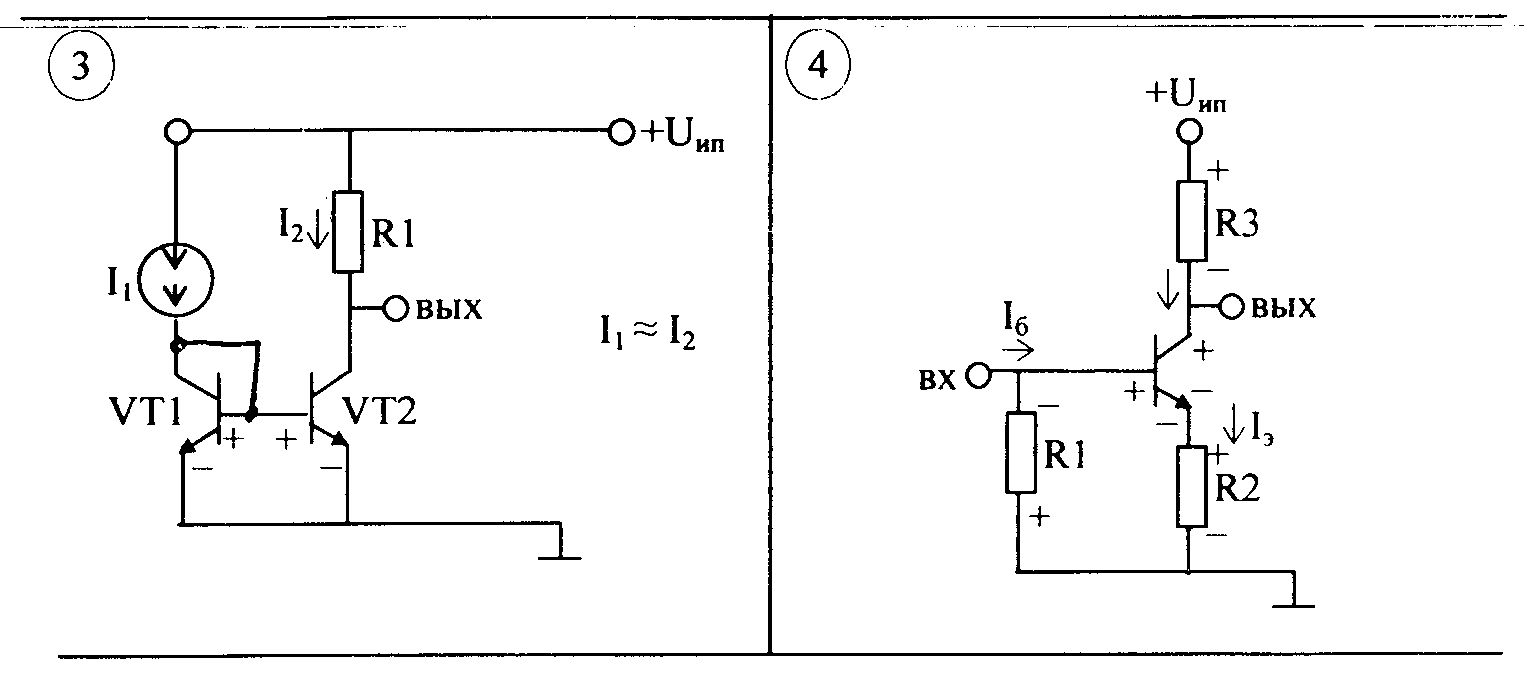 3
+Uип
I2
R1
I1
вых
I1 ≈ I2
VT1
VT2
+
+
−
−
4
+Uип
+
R3
−
вых
Iб
вх
+
+
−
−
−
Iэ
R1
+
R2
+
−